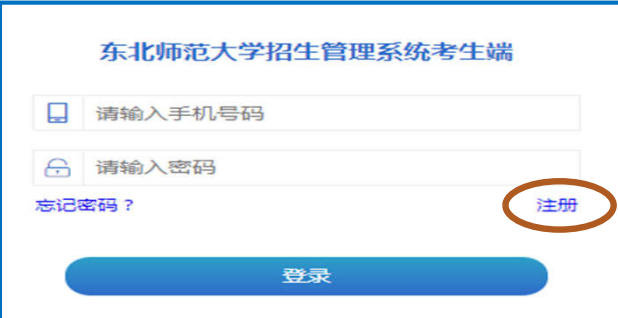 东北师范大学招生管理系统考生端
请输入手机号码
请输入密码
忘记密码？ 注册
登录